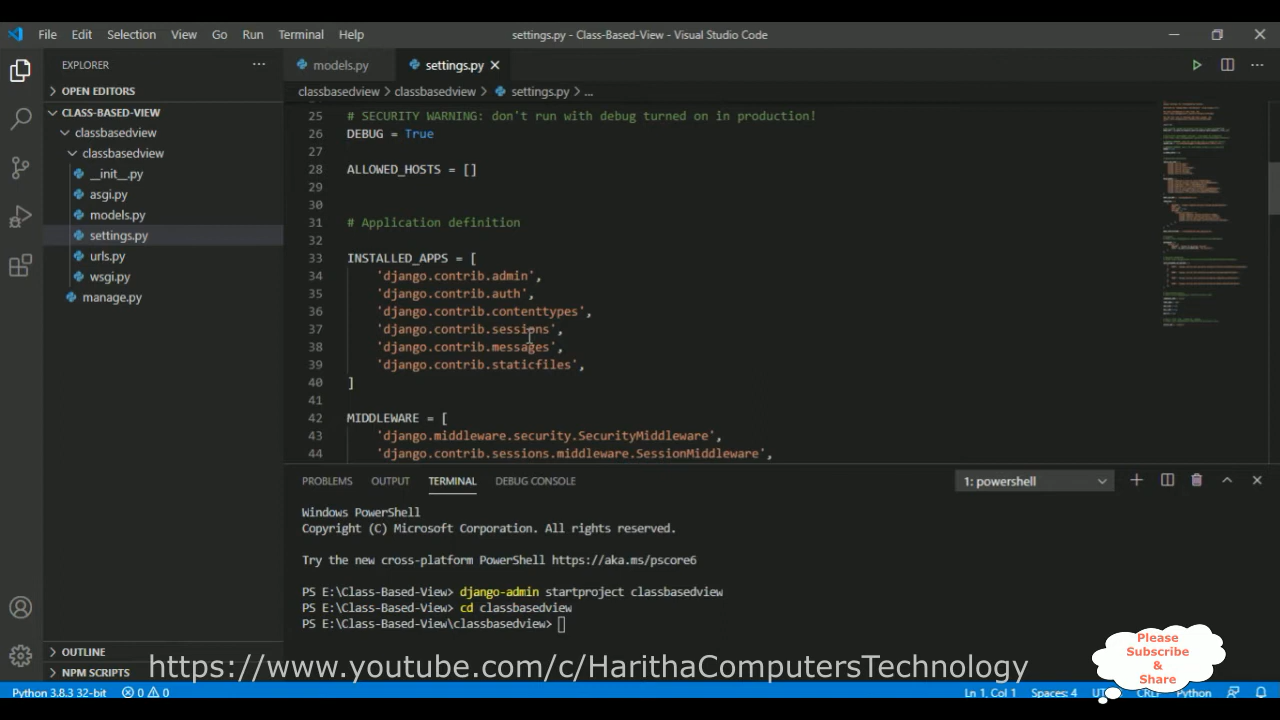 File Edit Selection View Go Run Terminal Help
settings.py - Class-Based-View - Visual Studio Code
EXPLORER
OPEN EDITORS
CLASS-BASED-VIEW
classbasedview
classbasedview
__init__.py
asgi.py
models.py
settings.py
urls.py
wsgi.py
manage.py
OUTLINE
NPM SCRIPTS
models.py settings.py
classbasedview > classbasedview > settings.py > ...
25 # SECURITY WARNING: don't run with debug turned on in production!
26 DEBUG = True
27
28 ALLOWED_HOSTS = []
29
30
31 # Application definition
32
33 INSTALLED_APPS = [
34 'django.contrib.admin',
35 'django.contrib.auth',
36 'django.contrib.contenttypes',
37 'django.contrib.sessions',
38 'django.contrib.messages',
39 'django.contrib.staticfiles',
40 ]
41
42 MIDDLEWARE = [
43 'django.middleware.security.SecurityMiddleware',
44 'django.contrib.sessions.middleware.SessionMiddleware',
PROBLEMS OUTPUT TERMINAL DEBUG CONSOLE
1: powershell
Windows PowerShell
Copyright (C) Microsoft Corporation. All rights reserved.
Try the new cross-platform PowerShell https://aka.ms/pscore6
PS E:\Class-Based-View> django-admin startproject classbasedview
PS E:\Class-Based-View> cd classbasedview
PS E:\Class-Based-View\classbasedview>
https://www.youtube.com/c/HarithaComputersTechnology
Please
Subscribe
&
Share
Python 3.8.3 32-bit 0 0 Ln 1, Col 1 Spaces: 4 CRLF Python